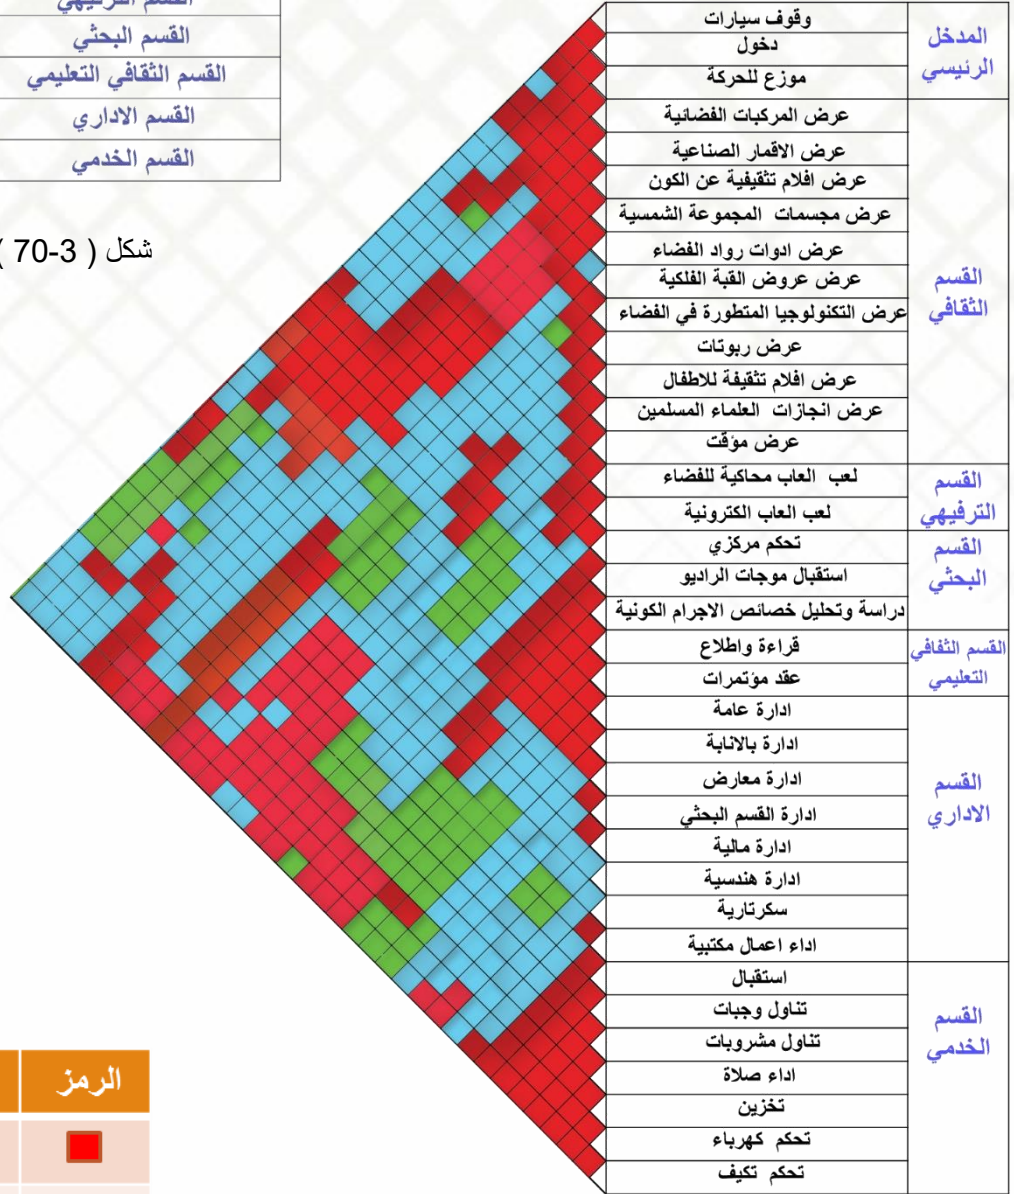 القسم الترفيهي
القسم البحثي
القسم الثقافي التعليمي
القسم الاداري
القسم الخدمي
شكل ( 3-70 )
المدخل
الرئيسي
وقوف سيارات
دخول
موزع للحركة
القسم
الثقافي
عرض المركبات الفضائية
عرض الاقمار الصناعية
عرض افلام تثقيفية عن الكون
عرض مجسمات المجموعة الشمسية
عرض ادوات رواد الفضاء
عرض عروض القبة الفلكية
عرض التكنولوجيا المتطورة في الفضاء
عرض ربوتات
عرض افلام تثقيفة للاطفال
عرض انجازات العلماء المسلمين
عرض مؤقت
القسم
الترفيهي
لعب العاب محاكية للفضاء
لعب العاب الكترونية
القسم
البحثي
تحكم مركزي
استقبال موجات الراديو
دراسة وتحليل خصائص الاجرام الكونية
القسم الثفافي
التعليمي
قراءة واطلاع
عقد مؤتمرات
القسم
الاداري
ادارة عامة
ادارة بالانابة
ادارة معارض
ادارة القسم البحثي
ادارة مالية
ادارة هندسية
سكرتارية
اداء اعمال مكتبية
القسم
الخدمي
استقبال
تناول وجبات
تناول مشروبات
اداء صلاة
تخزين
تحكم كهرباء
تحكم تكيف
الرمز